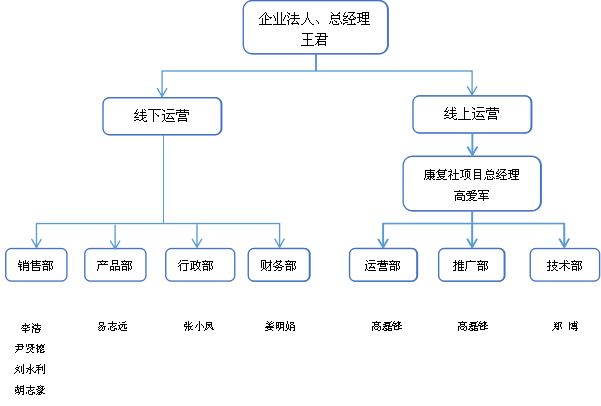 企业法人、总经理
王君
线下运营
线上运营
康复社项目总经理
高爱军
销售部
产品部
行政部
财务部
运营部
推广部
技术部
李浩
易志远
张小凤
姜明娟
高磊锋
高磊锋
郑 博
尹贤艳
刘永利
胡志豪